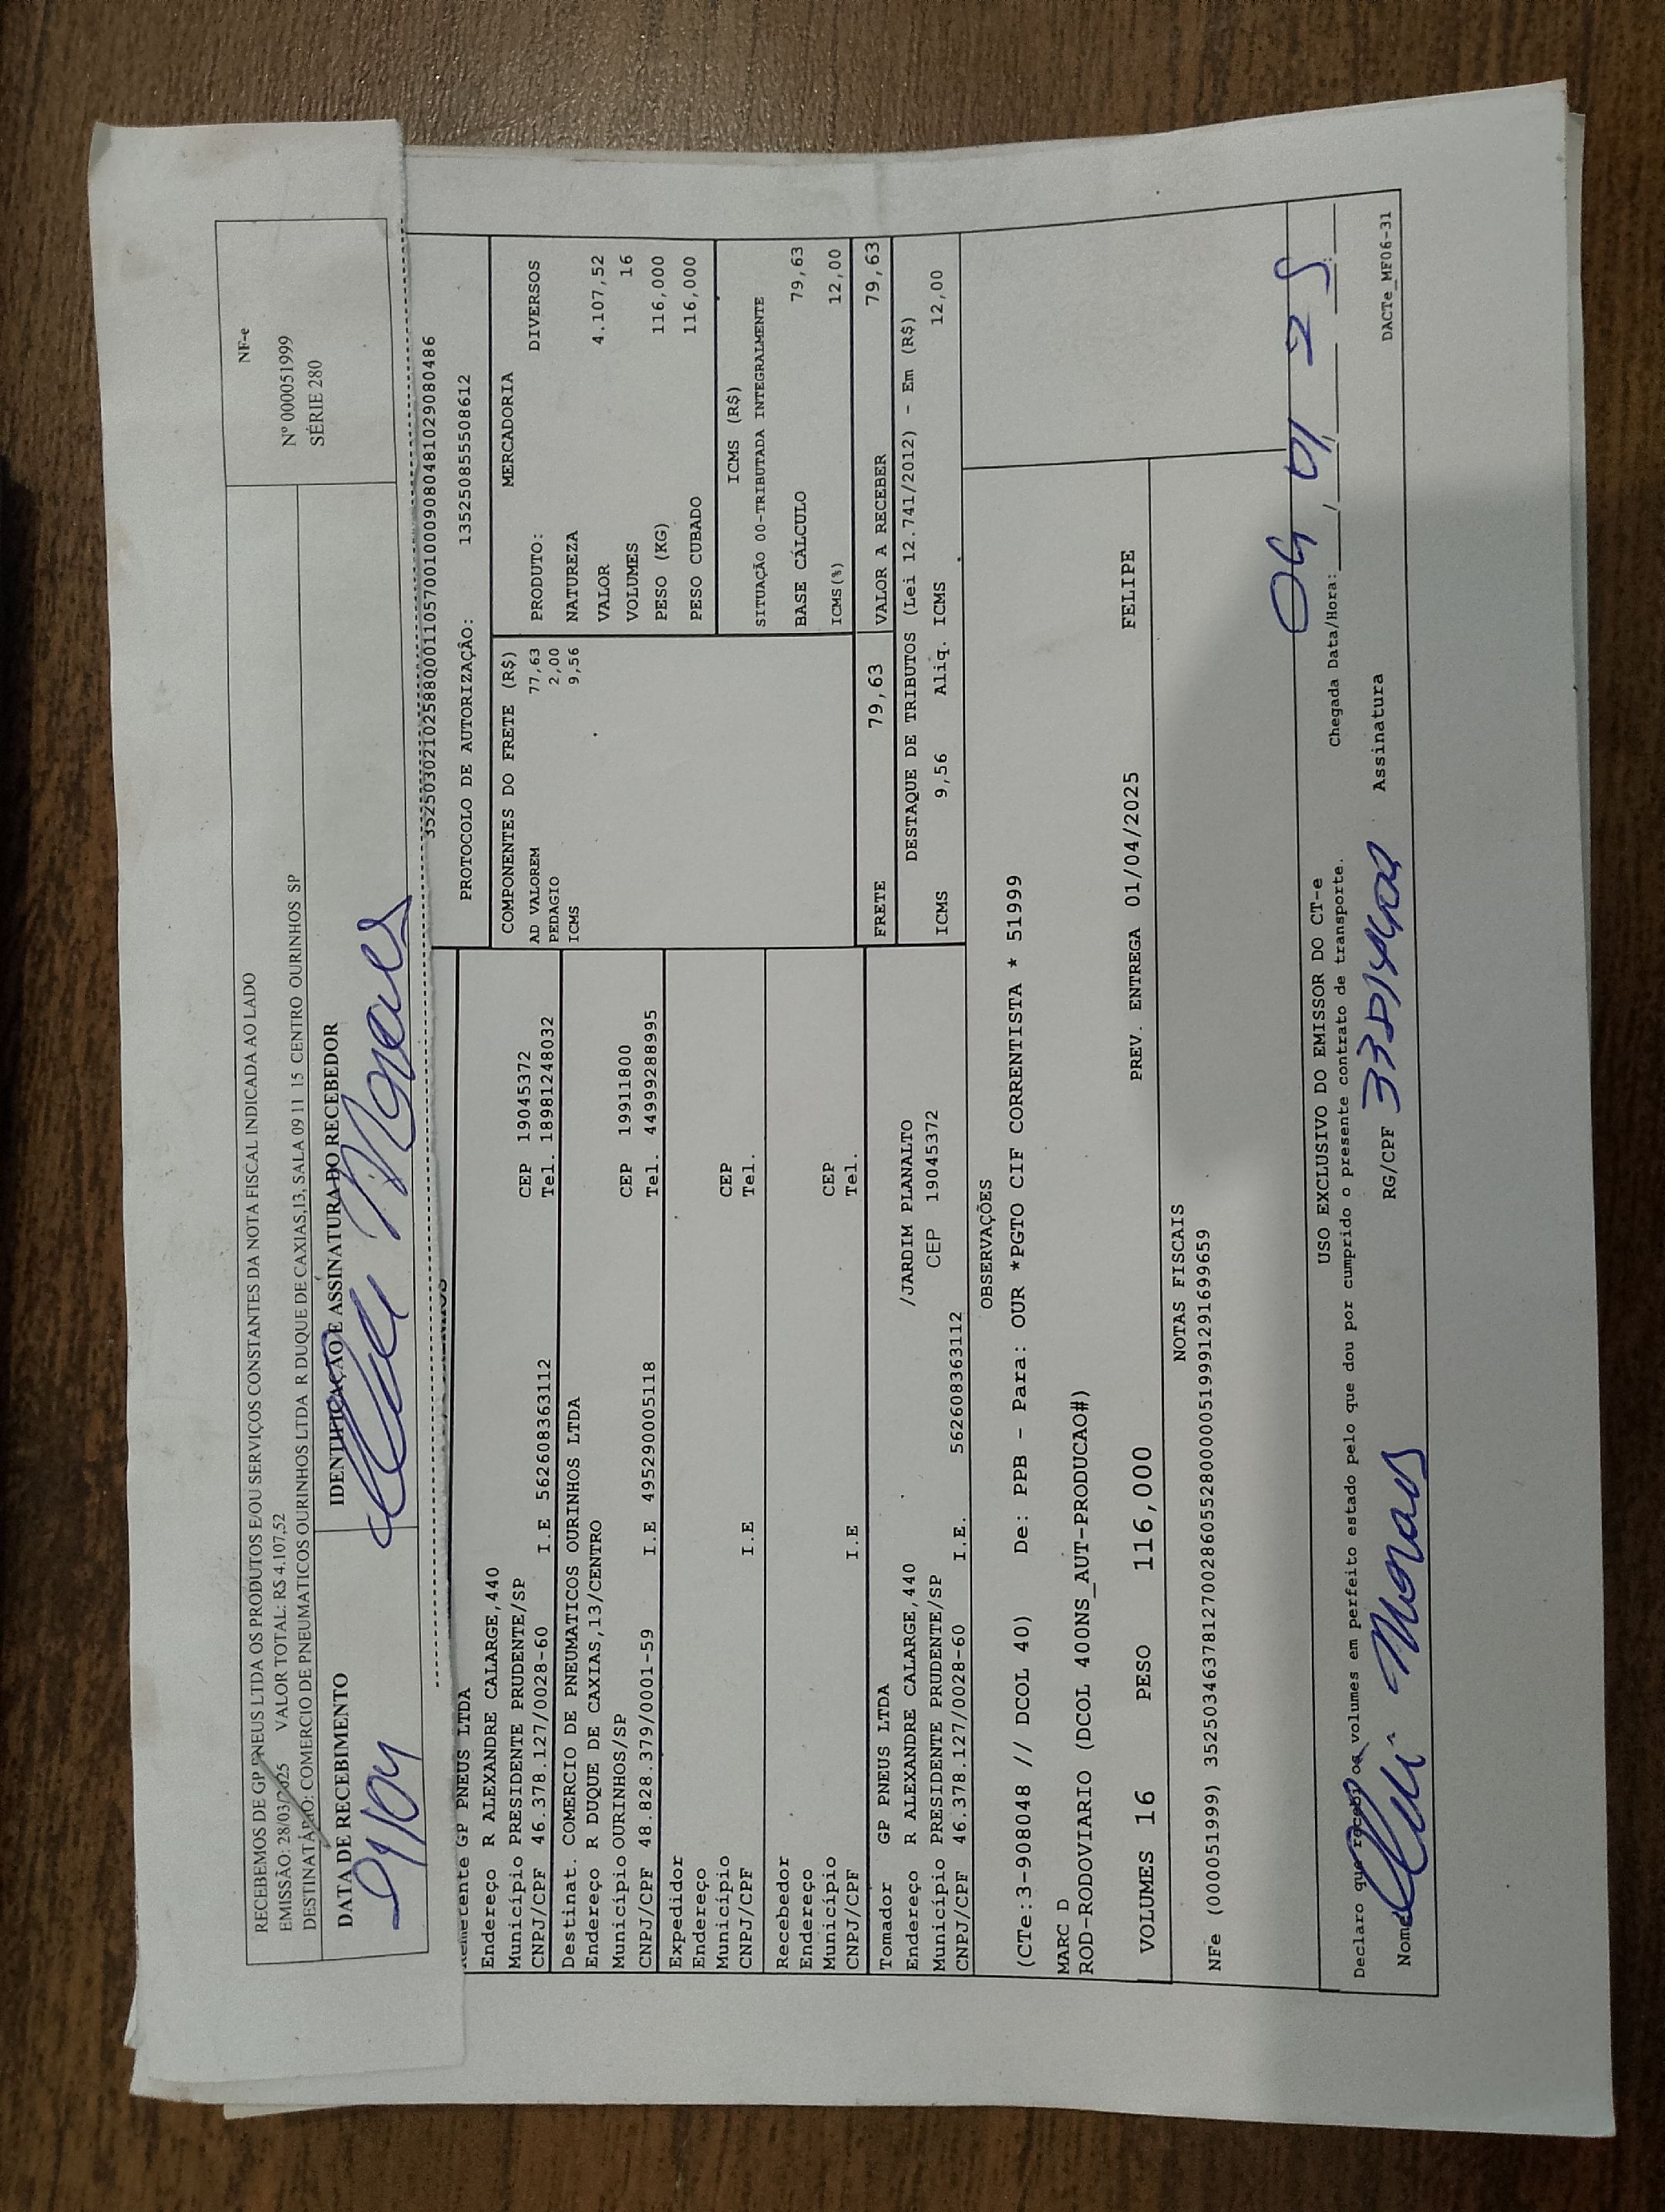 RECEBEMOS DE GP PNEUS LTDA OS PRODUTOS E/OU SERVIÇOS CONSTANTES DA NOTA FISCAL INDICADA AO LADO
EMISSÃO: 28/03/2025 VALOR TOTAL: R$ 4.107,52
DESTINATÁRIO: COMERCIO DE PNEUMATICOS OURINHOS LTDA R DUQUE DE CAXIAS,13, SALA 09 11 15 CENTRO OURINHOS SP
DATA DE RECEBIMENTO
IDENTIFICAÇÃO E ASSINATURA DO RECEBEDOR
Moraes
NF-e
Nº 000051999
SÉRIE 280
PROTOCOLO DE AUTORIZAÇÃO: 135250855508612
Remetente GP PNEUS LTDA
Endereço R ALEXANDRE CALARGE,440
Município PRESIDENTE PRUDENTE/SP CEP 19045372
CNPJ/CPF 46.378.127/0028-60 I.E 562608363112 Tel. 18981248032
Destinat. COMERCIO DE PNEUMATICOS OURINHOS LTDA
Endereço R DUQUE DE CAXIAS,13/CENTRO
Município OURINHOS/SP CEP 19911800
CNPJ/CPF 48.828.379/0001-59 I.E 495290005118 Tel. 44999288995
Expedidor
Endereço
Município CEP
CNPJ/CPF I.E Tel.
Recebedor
Endereço
Município CEP
CNPJ/CPF I.E Tel.
Tomador GP PNEUS LTDA
Endereço R ALEXANDRE CALARGE,440 /JARDIM PLANALTO
Município PRESIDENTE PRUDENTE/SP CEP 19045372
CNPJ/CPF 46.378.127/0028-60 I.E. 562608363112
COMPONENTES DO FRETE (R$)
AD VALOREM 77,63
PEDAGIO 2,00
ICMS 9,56
MERCADORIA
PRODUTO: DIVERSOS
NATUREZA
VALOR 4.107,52
VOLUMES 16
PESO (KG) 116,000
PESO CUBADO 116,000
ICMS (R$)
SITUAÇÃO 00-TRIBUTADA INTEGRALMENTE
BASE CÁLCULO 79,63
ICMS(%) 12,00
FRETE 79,63 VALOR A RECEBER 79,63
DESTAQUE DE TRIBUTOS (Lei 12.741/2012) - Em (R$)
ICMS 9,56 Aliq. ICMS 12,00
OBSERVAÇÕES
(CTe:3-908048 // DCOL 40) De: PPB - Para: OUR *PGTO CIF CORRENTISTA * 51999
MARC D
ROD-RODOVIARIO (DCOL 400NS_AUT-PRODUCAO#)
VOLUMES 16 PESO 116,000 PREV. ENTREGA 01/04/2025 FELIPE
NOTAS FISCAIS
NFe (000051999) 35250346378127002860552800000519991291699659
USO EXCLUSIVO DO EMISSOR DO CT-e
Declaro que recebi os volumes em perfeito estado pelo que dou por cumprido o presente contrato de transporte.
Chegada Data/Hora: 04 01 25
Nome Moraes RG/CPF Assinatura
DACTe_MF06-31